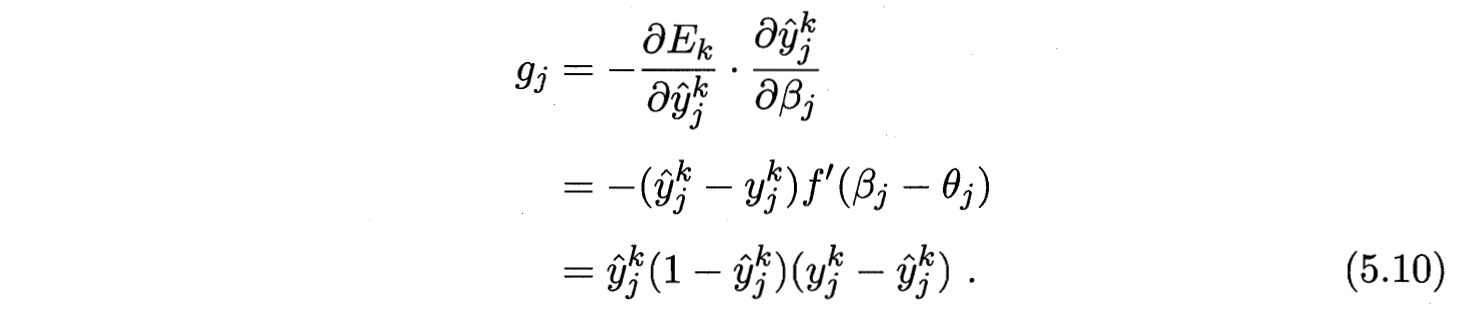 $g_j = -\frac{\partial E_k}{\partial \hat{y}_j^k} \cdot \frac{\partial \hat{y}_j^k}{\partial \beta_j}$
$= -(\hat{y}_j^k - y_j^k) f'(\beta_j - \theta_j)$
$= \hat{y}_j^k (1 - \hat{y}_j^k)(y_j^k - \hat{y}_j^k) \ .$ (5.10)